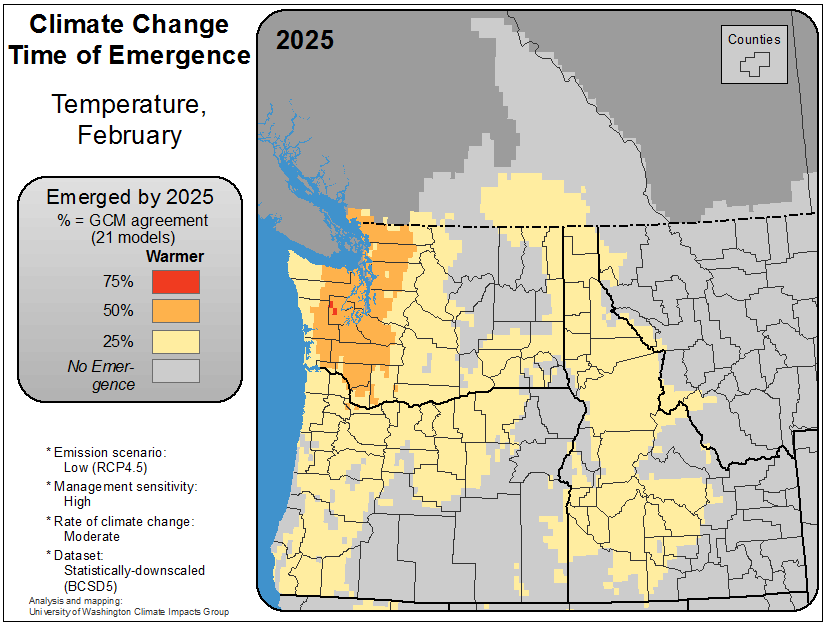 Climate Change
Time of Emergence
Temperature,
February
Emerged by 2025
% = GCM agreement
(21 models)
Warmer
75%
50%
25%
No Emer-
gence
* Emission scenario:
Low (RCP4.5)
* Management sensitivity:
High
* Rate of climate change:
Moderate
* Dataset:
Statistically-downscaled
(BCSD5)
Analysis and mapping:
University of Washington Climate Impacts Group
2025
Counties